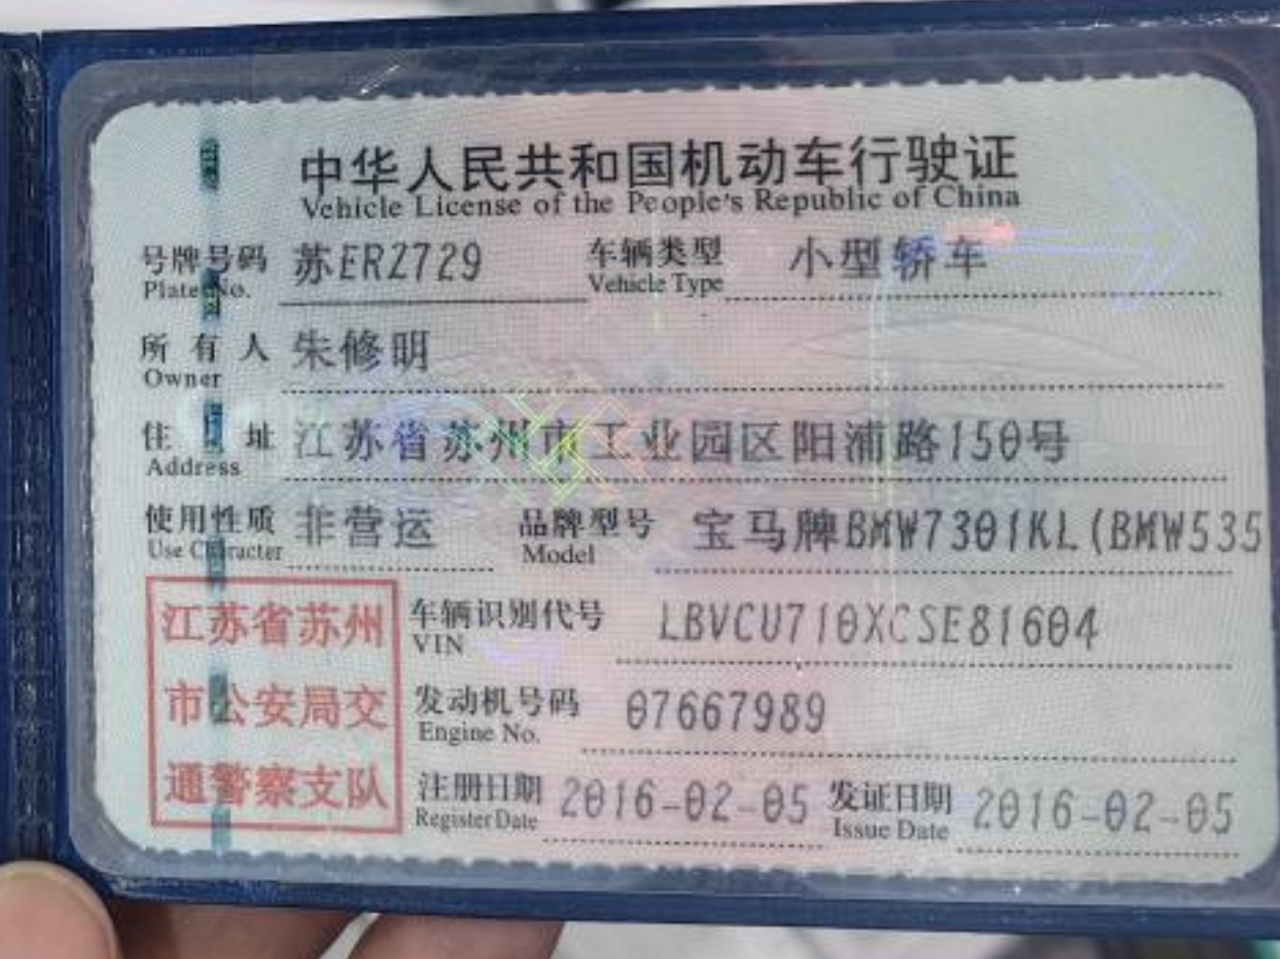 中华人民共和国机动车行驶证
Vehicle License of the People's Republic of China
号牌号码 苏ERZ729 车辆类型 小型轿车
Plate No. Vehicle Type
所有人 朱修明
Owner
住址 江苏省苏州市工业园区阳浦路150号
Address
使用性质 非营运 品牌型号 宝马牌BMW7301KL(BMW535
Use Character Model
江苏省苏州
市公安局交
通警察支队
车辆识别代号 LBVCU710XCSE81604
VIN
发动机号码 07667989
Engine No.
注册日期 2016-02-05 发证日期 2016-02-05
Register Date Issue Date